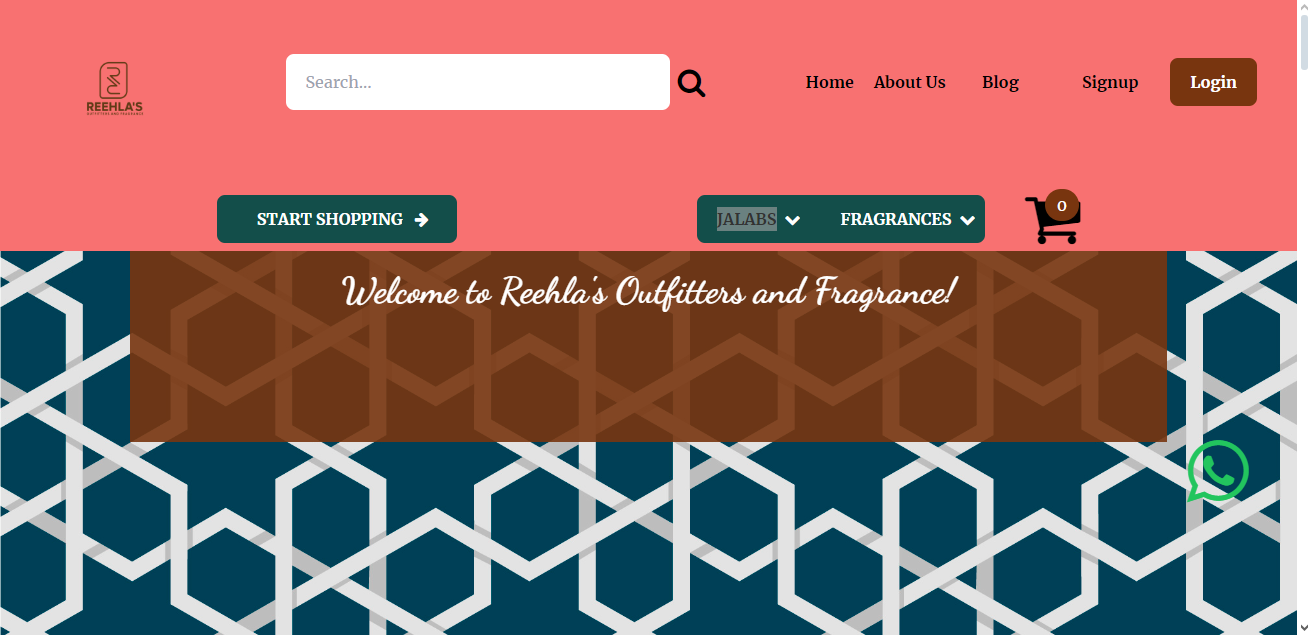 REEHLA'S
OUTFITTERS AND FRAGRANCE
Search...
Home
About Us
Blog
Signup
Login
START SHOPPING
JALABS
FRAGRANCES
0
Welcome to Reehla's Outfitters and Fragrance!